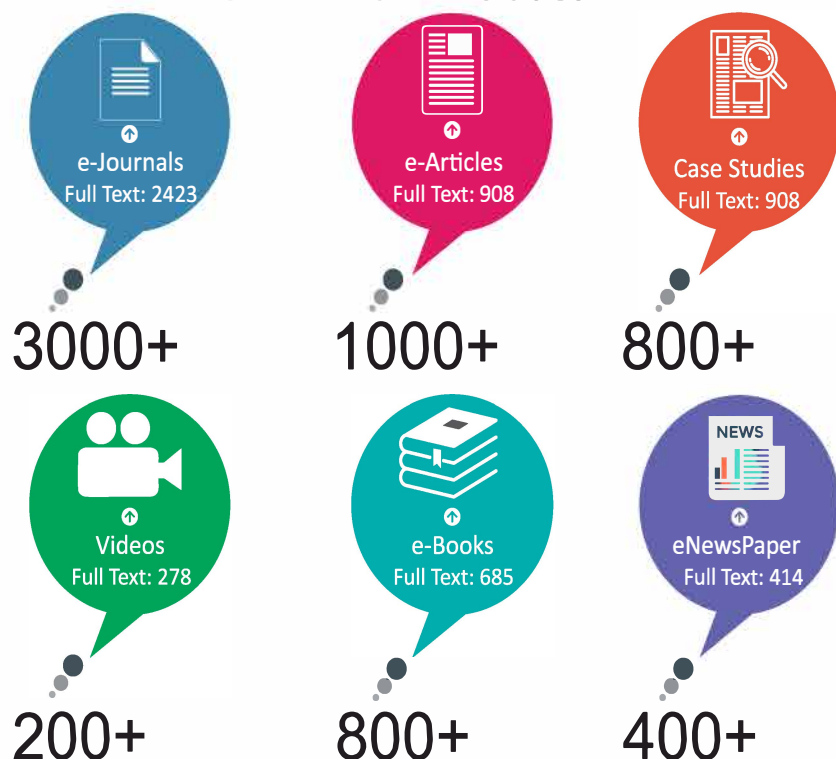 e-Journals
Full Text: 2423
e-Articles
Full Text: 908
Case Studies
Full Text: 908
3000+
1000+
800+
Videos
Full Text: 278
e-Books
Full Text: 685
NEWS
eNewsPaper
Full Text: 414
200+
800+
400+